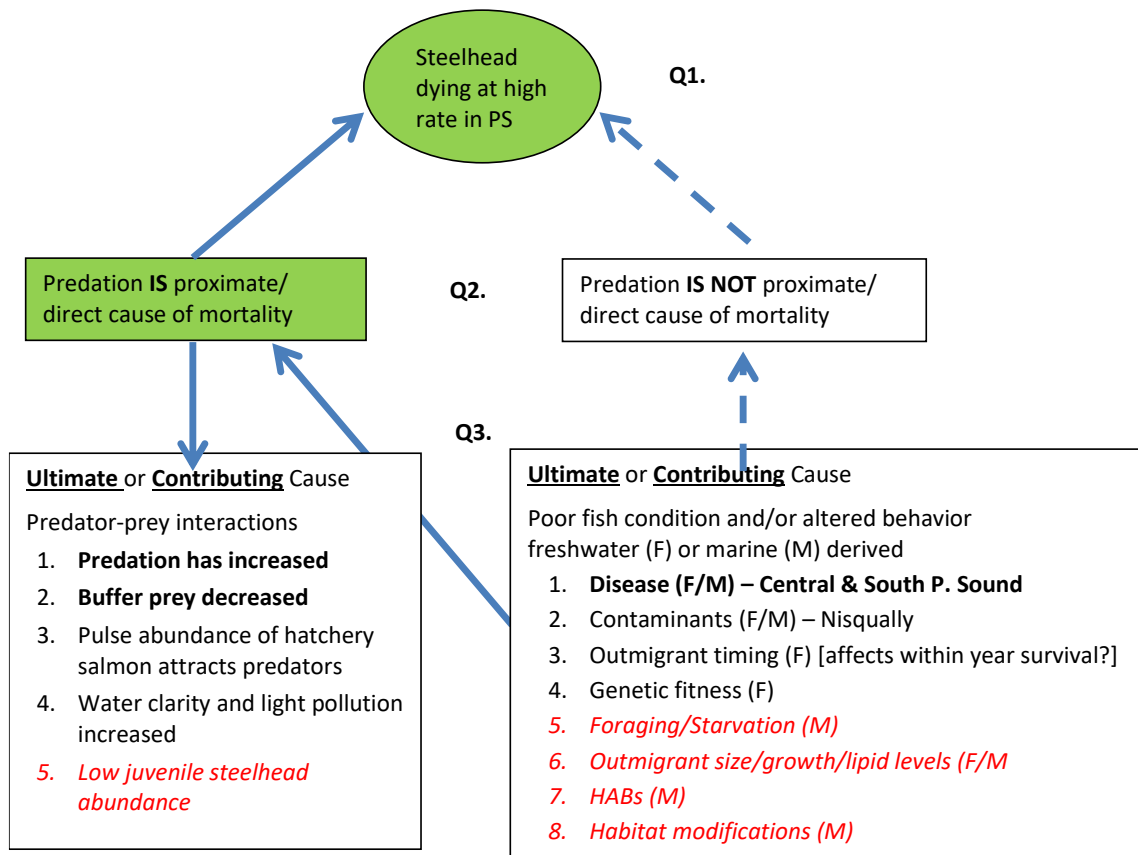 Steelhead
dying at high
rate in PS
Q1.
Predation IS proximate/
direct cause of mortality
Q2.
Predation IS NOT proximate/
direct cause of mortality
Q3.
Ultimate or Contributing Cause
Predator-prey interactions
1. Predation has increased
2. Buffer prey decreased
3. Pulse abundance of hatchery
salmon attracts predators
4. Water clarity and light pollution
increased
5. Low juvenile steelhead
abundance
Ultimate or Contributing Cause
Poor fish condition and/or altered behavior
freshwater (F) or marine (M) derived
1. Disease (F/M) – Central & South P. Sound
2. Contaminants (F/M) – Nisqually
3. Outmigrant timing (F) [affects within year survival?]
4. Genetic fitness (F)
5. Foraging/Starvation (M)
6. Outmigrant size/growth/lipid levels (F/M
7. HABs (M)
8. Habitat modifications (M)